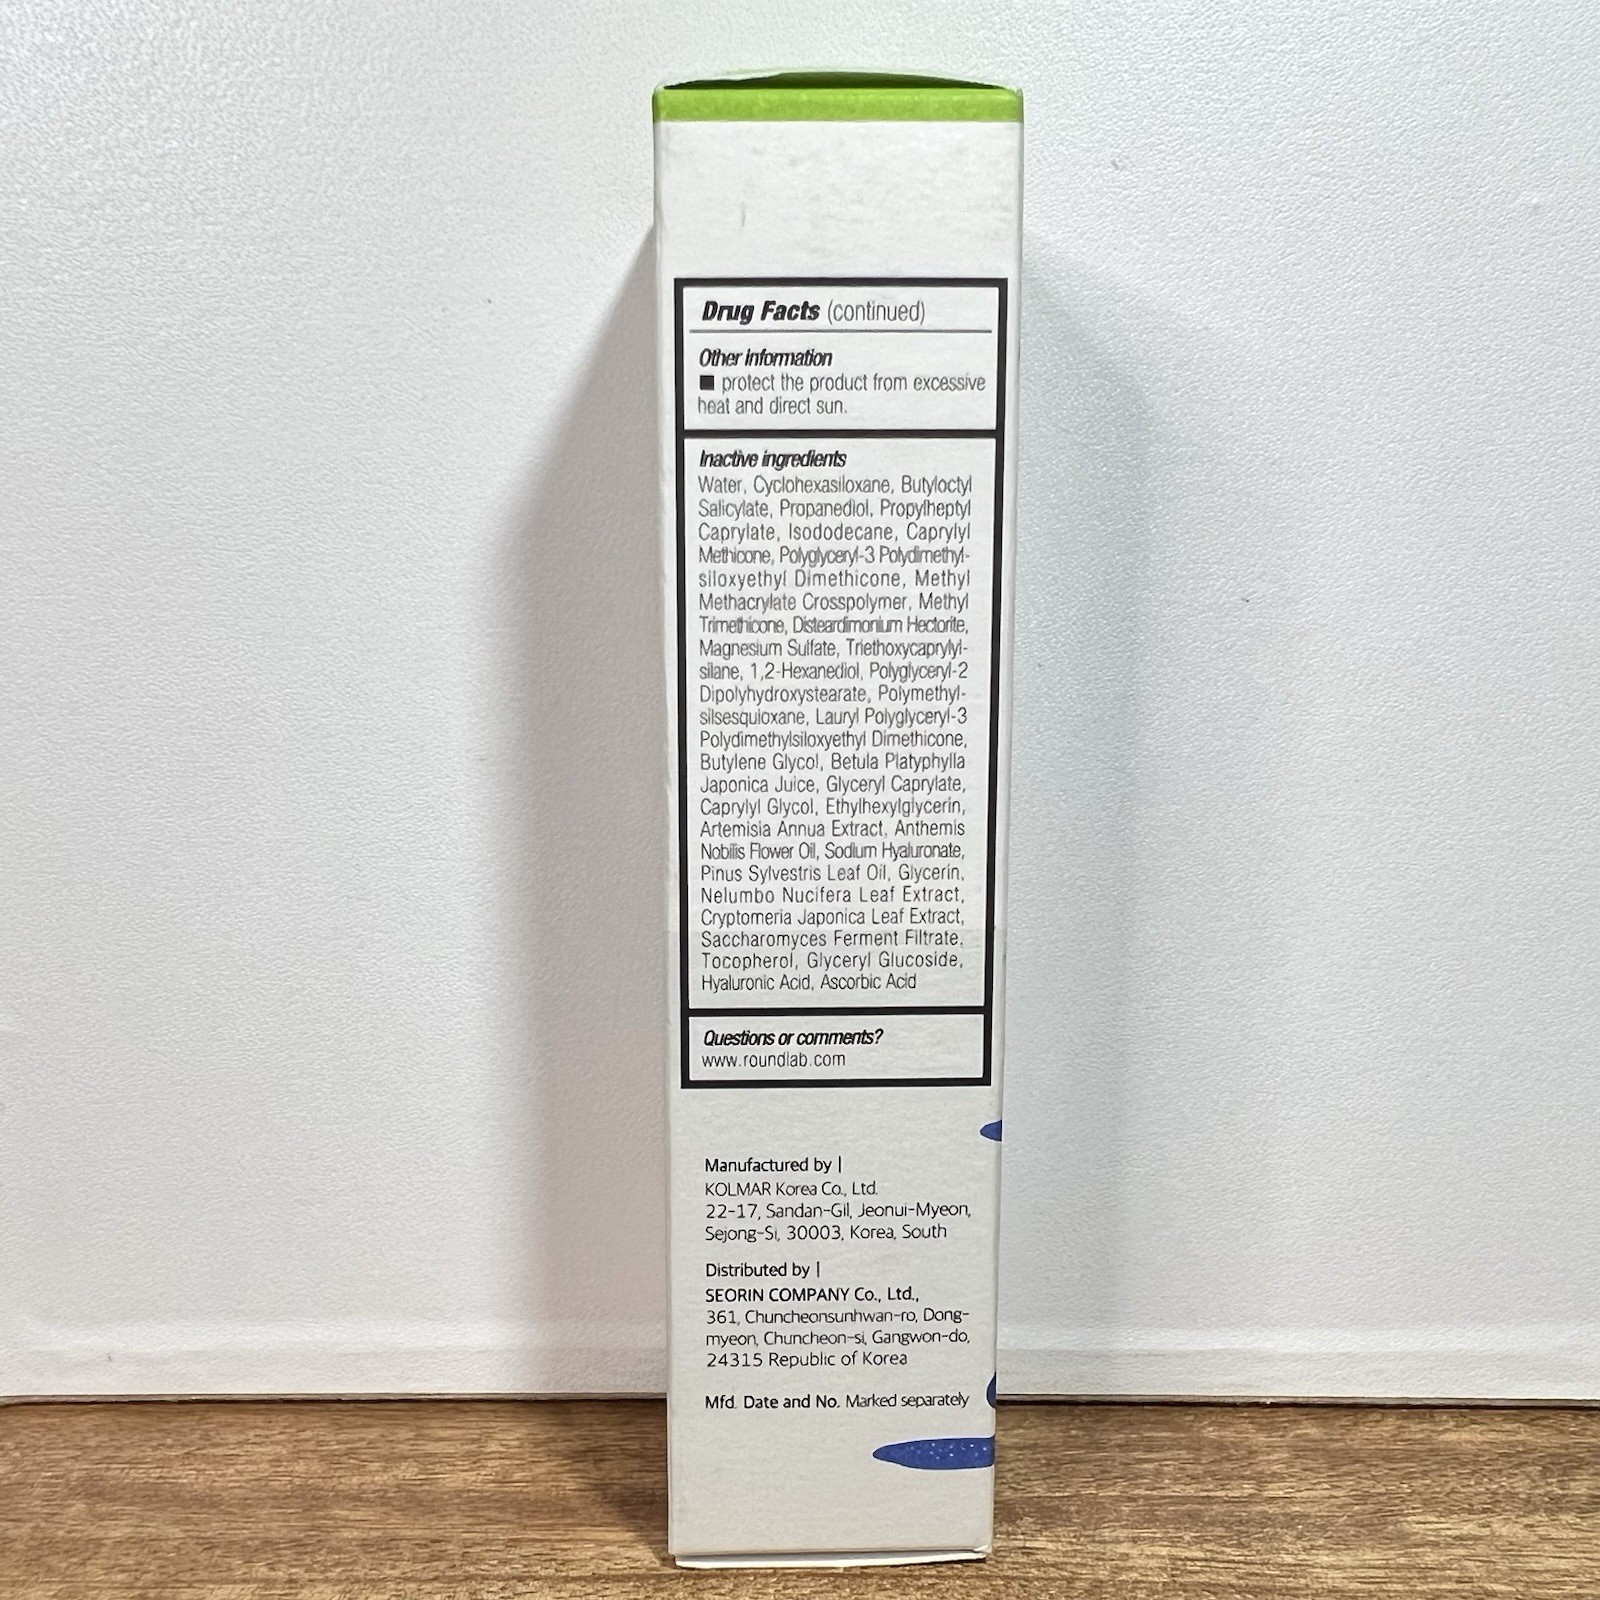 Drug Facts (continued)
Other information
■ protect the product from excessive
heat and direct sun.
Inactive ingredients
Water, Cyclohexasiloxane, Butyloctyl
Salicylate, Propanediol, Propylheptyl
Caprylate, Isododecane, Caprylyl
Methicone, Polyglyceryl-3 Polydimethyl-
siloxyethyl Dimethicone, Methyl
Methacrylate Crosspolymer, Methyl
Trimethicone, Disteardimonium Hectorite,
Magnesium Sulfate, Triethoxycaprylyl-
silane, 1,2-Hexanediol, Polyglyceryl-2
Dipolyhydroxystearate, Polymethyl-
silsesquioxane, Lauryl Polyglyceryl-3
Polydimethylsiloxyethyl Dimethicone,
Butylene Glycol, Betula Platyphylla
Japonica Juice, Glyceryl Caprylate,
Caprylyl Glycol, Ethylhexylglycerin,
Artemisia Annua Extract, Anthemis
Nobilis Flower Oil, Sodium Hyaluronate,
Pinus Sylvestris Leaf Oil, Glycerin,
Nelumbo Nucifera Leaf Extract,
Cryptomeria Japonica Leaf Extract,
Saccharomyces Ferment Filtrate,
Tocopherol, Glyceryl Glucoside,
Hyaluronic Acid, Ascorbic Acid
Questions or comments?
www.roundlab.com
Manufactured by |
KOLMAR Korea Co., Ltd.
22-17, Sandan-Gil, Jeonui-Myeon,
Sejong-Si, 30003, Korea, South
Distributed by |
SEORIN COMPANY Co., Ltd.,
361, Chuncheonsunhwan-ro, Dong-
myeon, Chuncheon-si, Gangwon-do,
24315 Republic of Korea
Mfd. Date and No. Marked separately